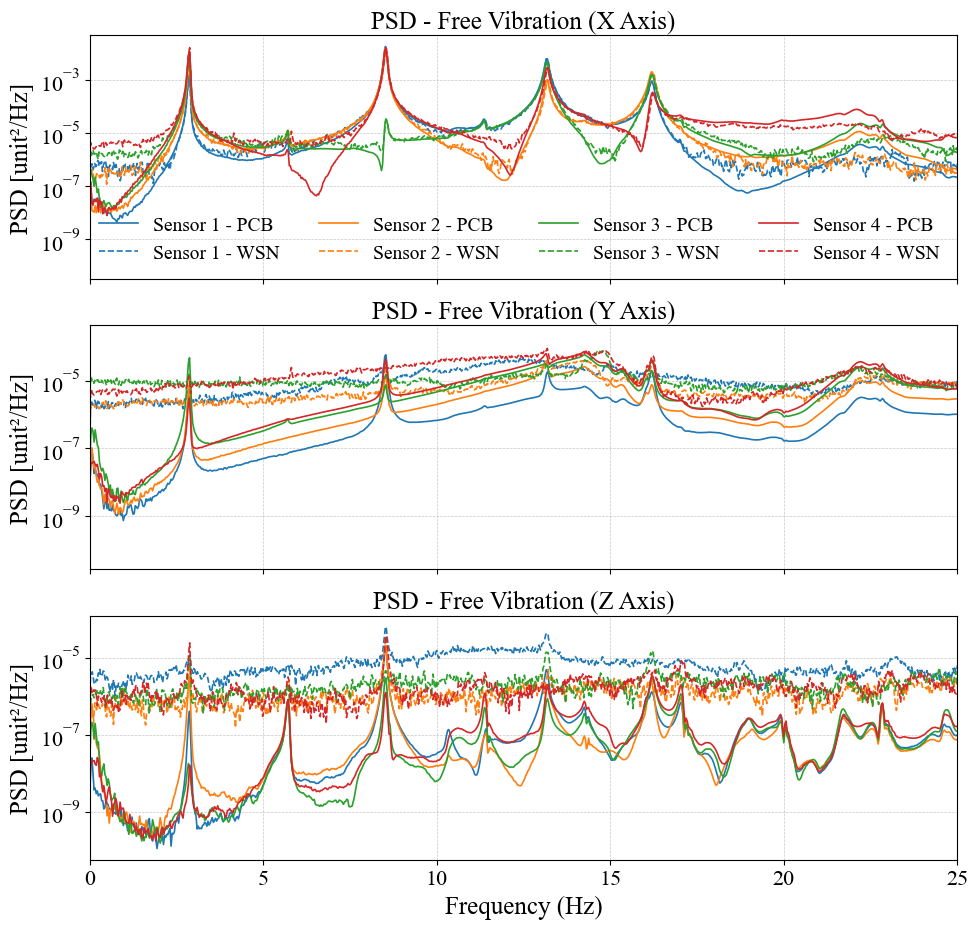 PSD - Free Vibration (X Axis)
PSD [unit²/Hz]
10⁻³
10⁻⁵
10⁻⁷
10⁻⁹
Sensor 1 - PCB Sensor 2 - PCB Sensor 3 - PCB Sensor 4 - PCB
Sensor 1 - WSN Sensor 2 - WSN Sensor 3 - WSN Sensor 4 - WSN
PSD - Free Vibration (Y Axis)
PSD [unit²/Hz]
10⁻⁵
10⁻⁷
10⁻⁹
PSD - Free Vibration (Z Axis)
PSD [unit²/Hz]
10⁻⁵
10⁻⁷
10⁻⁹
0 5 10 15 20 25
Frequency (Hz)